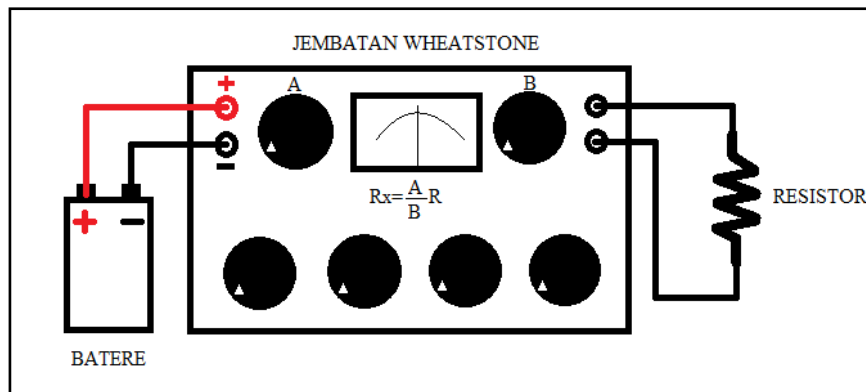 JEMBATAN WHEATSTONE
+
A
B
-
Rx=A/B R
+ -
RESISTOR
BATERE